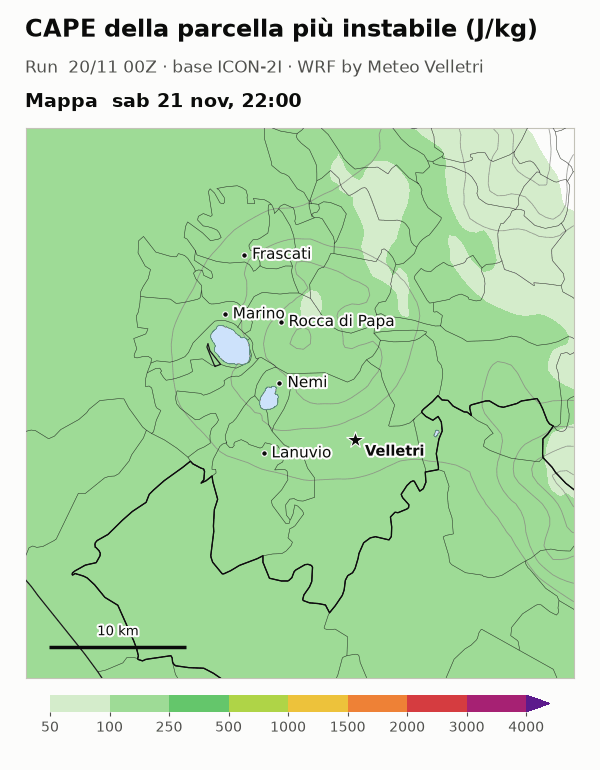 CAPE della parcella più instabile (J/kg)
Run  20/11 00Z · base ICON-2I · WRF by Meteo Velletri
Mappa  sab 21 nov, 22:00
Frascati
Marino
Rocca di Papa
Nemi
Velletri
Lanuvio
10 km
50 100 250 500 1000 1500 2000 3000 4000